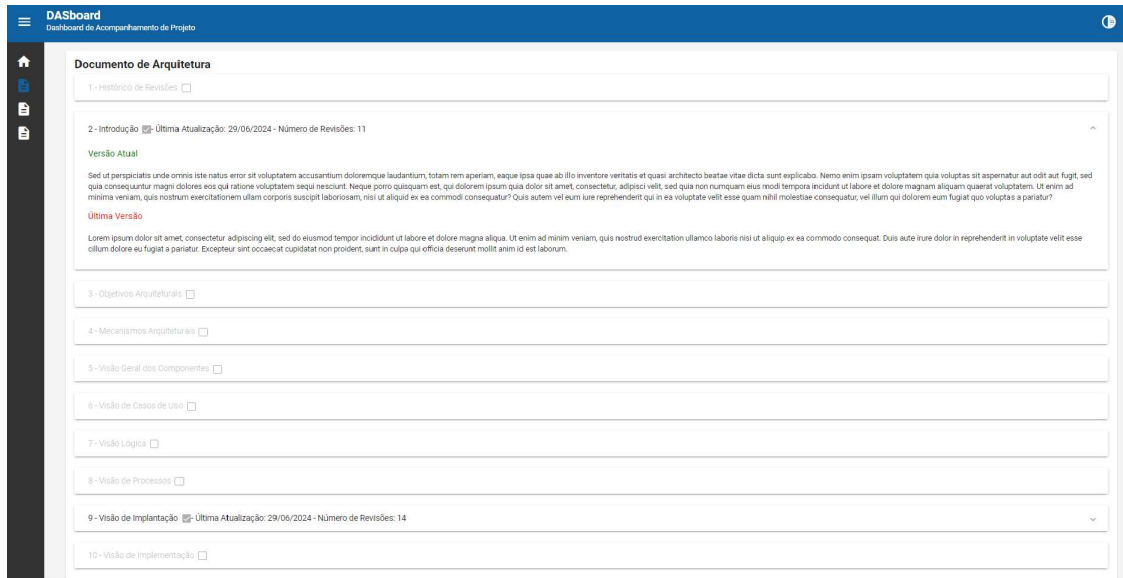 DASboard
Dashboard de Acompanhamento de Projeto
Documento de Arquitetura
1 - Histórico de Revisões
2 - Introdução - Última Atualização: 29/06/2024 - Número de Revisões: 11
Versão Atual
Sed ut perspiciatis unde omnis iste natus error sit voluptatem accusantium doloremque laudantium, totam rem aperiam, eaque ipsa quae ab illo inventore veritatis et quasi architecto beatae vitae dicta sunt explicabo. Nemo enim ipsam voluptatem quia voluptas sit aspernatur aut odit aut fugit, sed
quia consequuntur magni dolores eos qui ratione voluptatem sequi nesciunt. Neque porro quisquam est, qui dolorem ipsum quia dolor sit amet, consectetur, adipisci velit, sed quia non numquam eius modi tempora incidunt ut labore et dolore magnam aliquam quaerat voluptatem. Ut enim ad
minima veniam, quis nostrum exercitationem ullam corporis suscipit laboriosam, nisi ut aliquid ex ea commodi consequatur? Quis autem vel eum iure reprehenderit qui in ea voluptate velit esse quam nihil molestiae consequatur, vel illum qui dolorem eum fugiat quo voluptas a pariatur?
Última Versão
Lorem ipsum dolor sit amet, consectetur adipiscing elit, sed do eiusmod tempor incididunt ut labore et dolore magna aliqua. Ut enim ad minim veniam, quis nostrud exercitation ullamco laboris nisi ut aliquip ex ea commodo consequat. Duis aute irure dolor in reprehenderit in voluptate velit esse
cillum dolore eu fugiat a pariatur. Excepteur sint occaecat cupidatat non proident, sunt in culpa qui officia deserunt mollit anim id est laborum.
3 - Objetivos Arquiteturais
4 - Mecanismos Arquiteturais
5 - Visão Geral dos Componentes
6 - Visão de Casos de Uso
7 - Visão Lógica
8 - Visão de Processos
9 - Visão de Implantação - Última Atualização: 29/06/2024 - Número de Revisões: 14
10 - Visão de Implementação